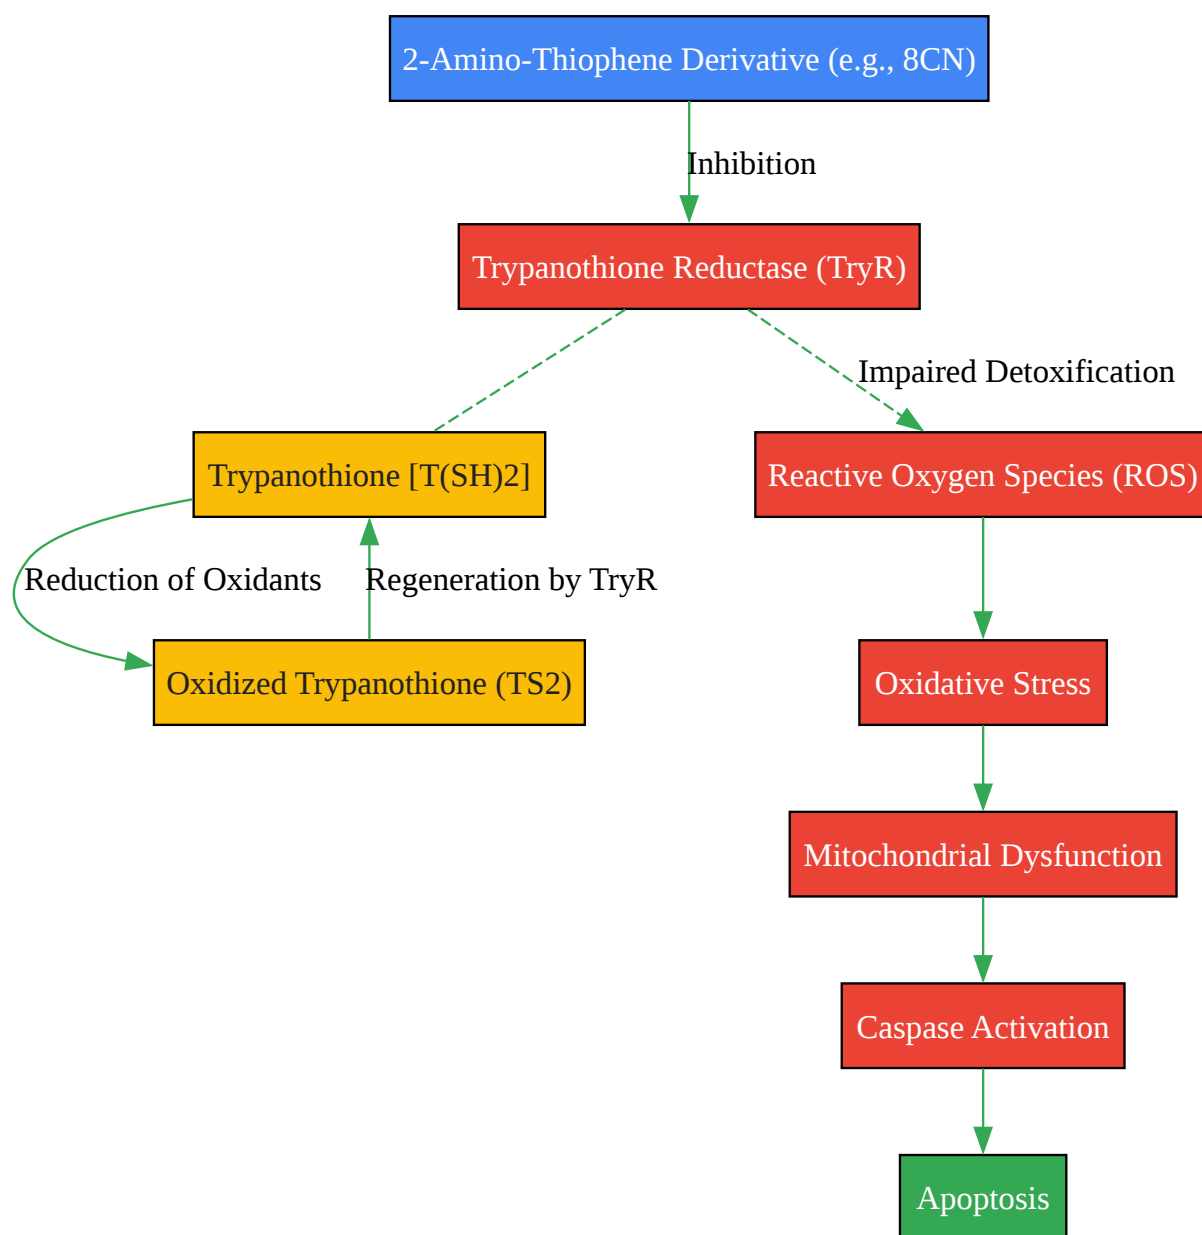 2-Amino-Thiophene Derivative (e.g., 8CN)
Inhibition
Trypanothione Reductase (TryR)
Impaired Detoxification
Trypanothione [T(SH)2]
Reactive Oxygen Species (ROS)
Reduction of Oxidants
Regeneration by TryR
Oxidized Trypanothione (TS2)
Oxidative Stress
Mitochondrial Dysfunction
Caspase Activation
Apoptosis